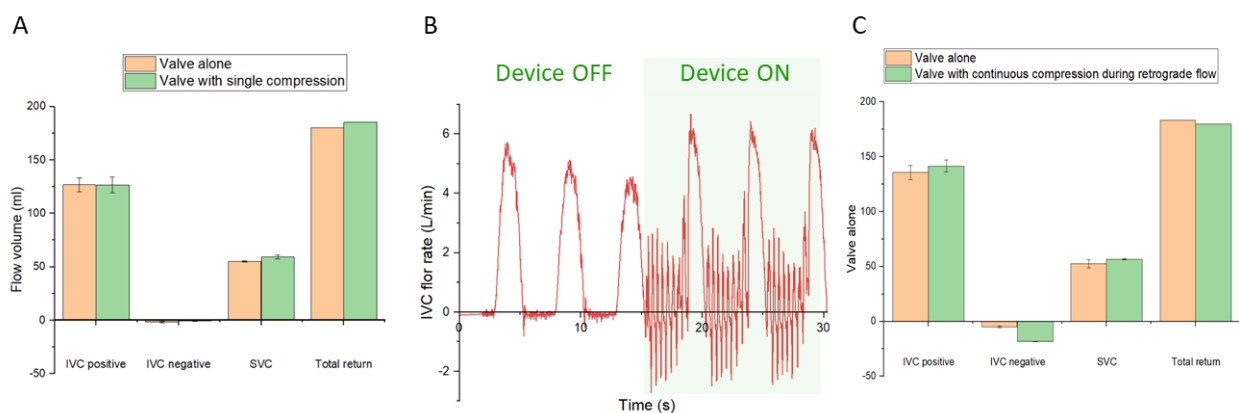 A
Valve alone
Valve with single compression
Flow volume (ml)
200
150
100
50
0
-50
IVC positive
IVC negative
SVC
Total return
B
Device OFF
Device ON
IVC flor rate (L/min)
6
4
2
0
-2
0
10
20
30
Time (s)
C
Valve alone
Valve with continuous compression during retrograde flow
Valve alone
200
150
100
50
0
-50
IVC positive
IVC negative
SVC
Total return